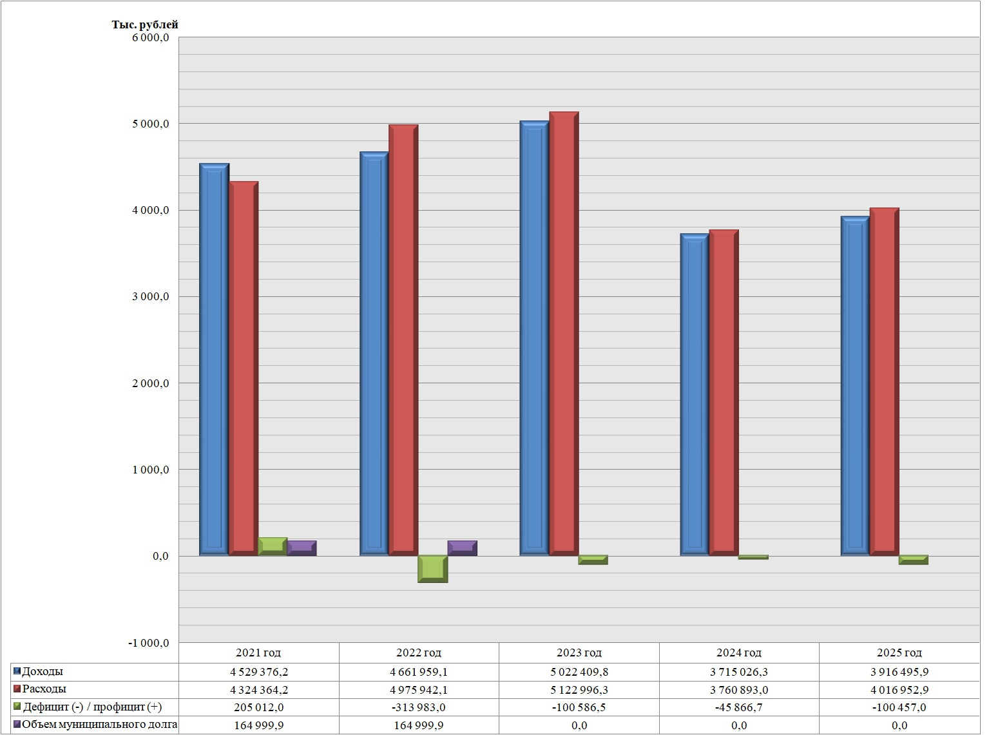 Тыс. рублей
6 000,0
5 000,0
4 000,0
3 000,0
2 000,0
1 000,0
0,0
-1 000,0
2021 год 2022 год 2023 год 2024 год 2025 год
Доходы 4 529 376,2 4 661 959,1 5 022 409,8 3 715 026,3 3 916 495,9
Расходы 4 324 364,2 4 975 942,1 5 122 996,3 3 760 893,0 4 016 952,9
Дефицит (-) / профицит (+) 205 012,0 -313 983,0 -100 586,5 -45 866,7 -100 457,0
Объем муниципального долга 164 999,9 164 999,9 0,0 0,0 0,0